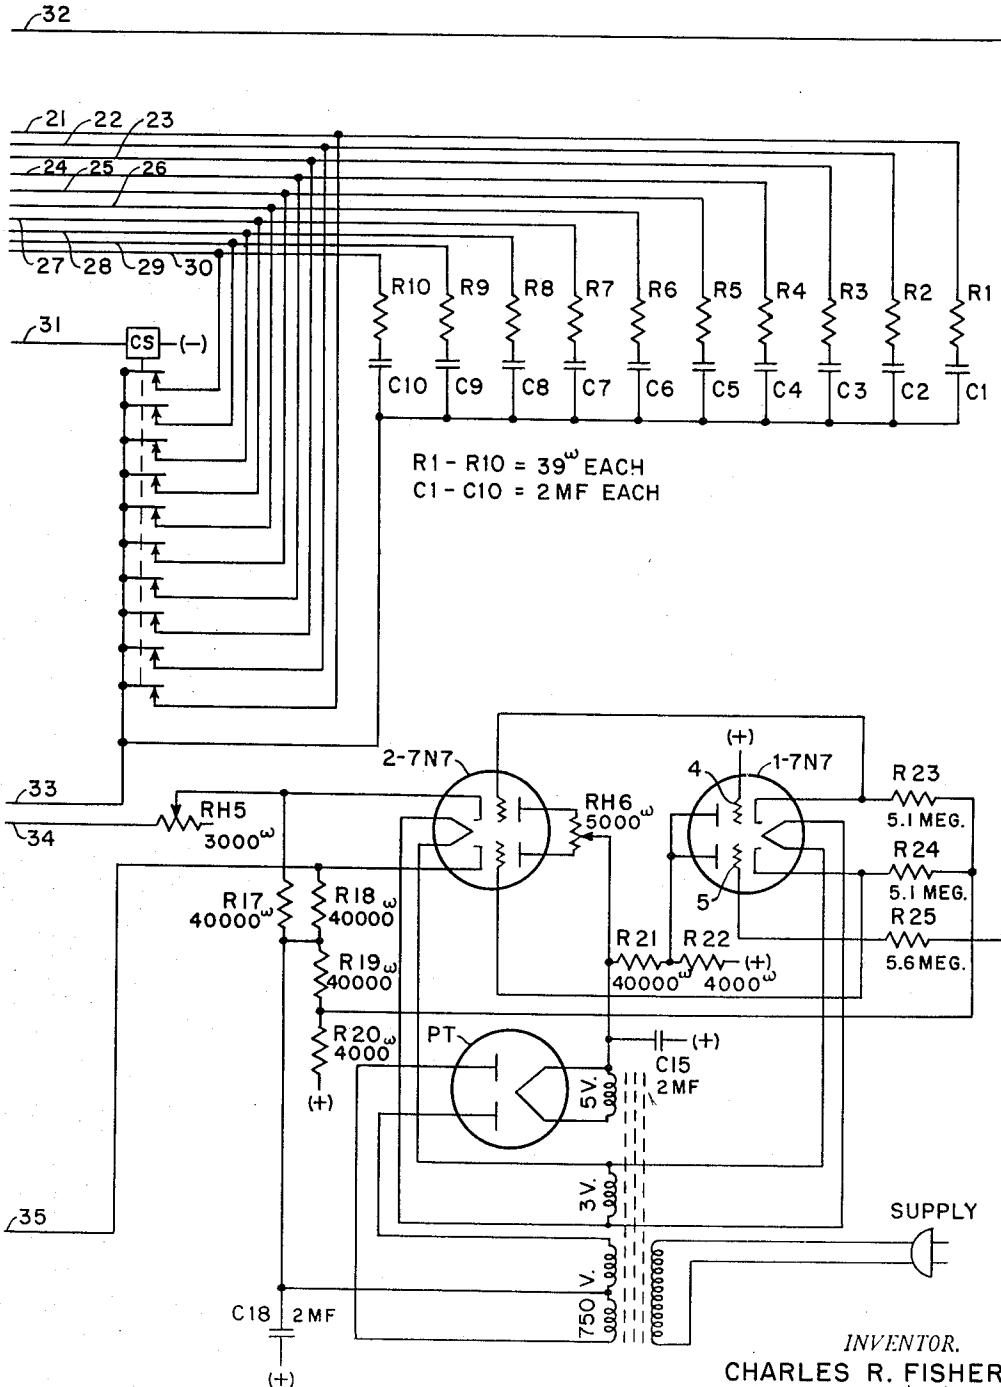 32
21 22 23
24 25 26
27 28 29 30
31 CS (-)
R10 R9 R8 R7 R6 R5 R4 R3 R2 R1
C10 C9 C8 C7 C6 C5 C4 C3 C2 C1
R1-R10 = 39ω EACH
C1-C10 = 2MF EACH
33
34
RH5
3000ω
2-7N7
RH6
5000ω
(+)
1-7N7
4
5
R23
5.1 MEG.
R24
5.1 MEG.
R25
5.6 MEG.
R17
40000ω
R18
40000ω
R19
40000ω
R20
4000ω
(+)
R21
40000ω
R22
4000ω
(+)
PT
C15
2MF
(+)
5V.
3V.
750 V.
35
C18 2MF
(+)
SUPPLY
INVENTOR.
CHARLES R. FISHER